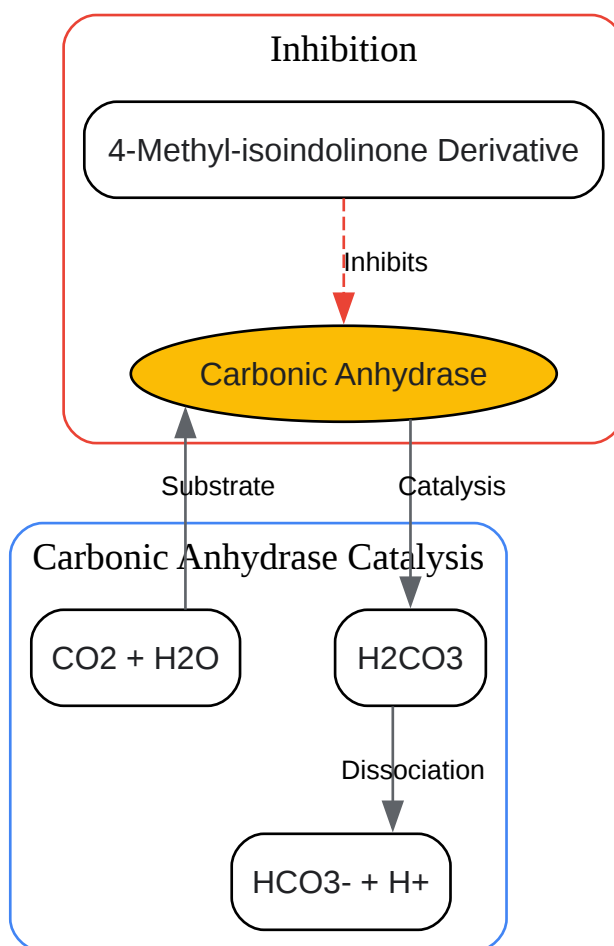 Inhibition
4-Methyl-isoindolinone Derivative
Inhibits
Carbonic Anhydrase
Substrate
Catalysis
Carbonic Anhydrase Catalysis
CO2 + H2O
H2CO3
Dissociation
HCO3- + H+